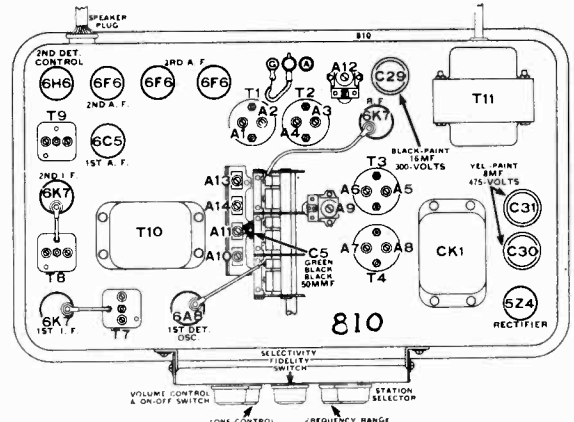 SPEAKER
PLUG
810
2ND DET.
CONTROL
3RD A.F.
6H6
6F6
6F6
6F6
2ND A.F.
G
A
A12
C29
T11
T9
T1
T2
R.F.
6K7
A1
A2
A4
A3
6C5
1ST A.F.
BLACK-PAINT
16MF
300-VOLTS
YEL.-PAINT
8MF
475-VOLTS
2ND I.F.
6K7
A13
A14
A11
A1
T3
A6
A5
A9
C31
C30
T10
C5
GREEN
BLACK
BLACK
50MMF
A7
A8
T4
CK1
T8
6K7
1ST I.F.
T7
6A8
1ST DET.
OSC.
810
5Z4
RECTIFIER
SELECTIVITY
FIDELITY
SWITCH
VOLUME CONTROL
& ON-OFF SWITCH
STATION
SELECTOR
TONE CONTROL
FREQUENCY RANGE